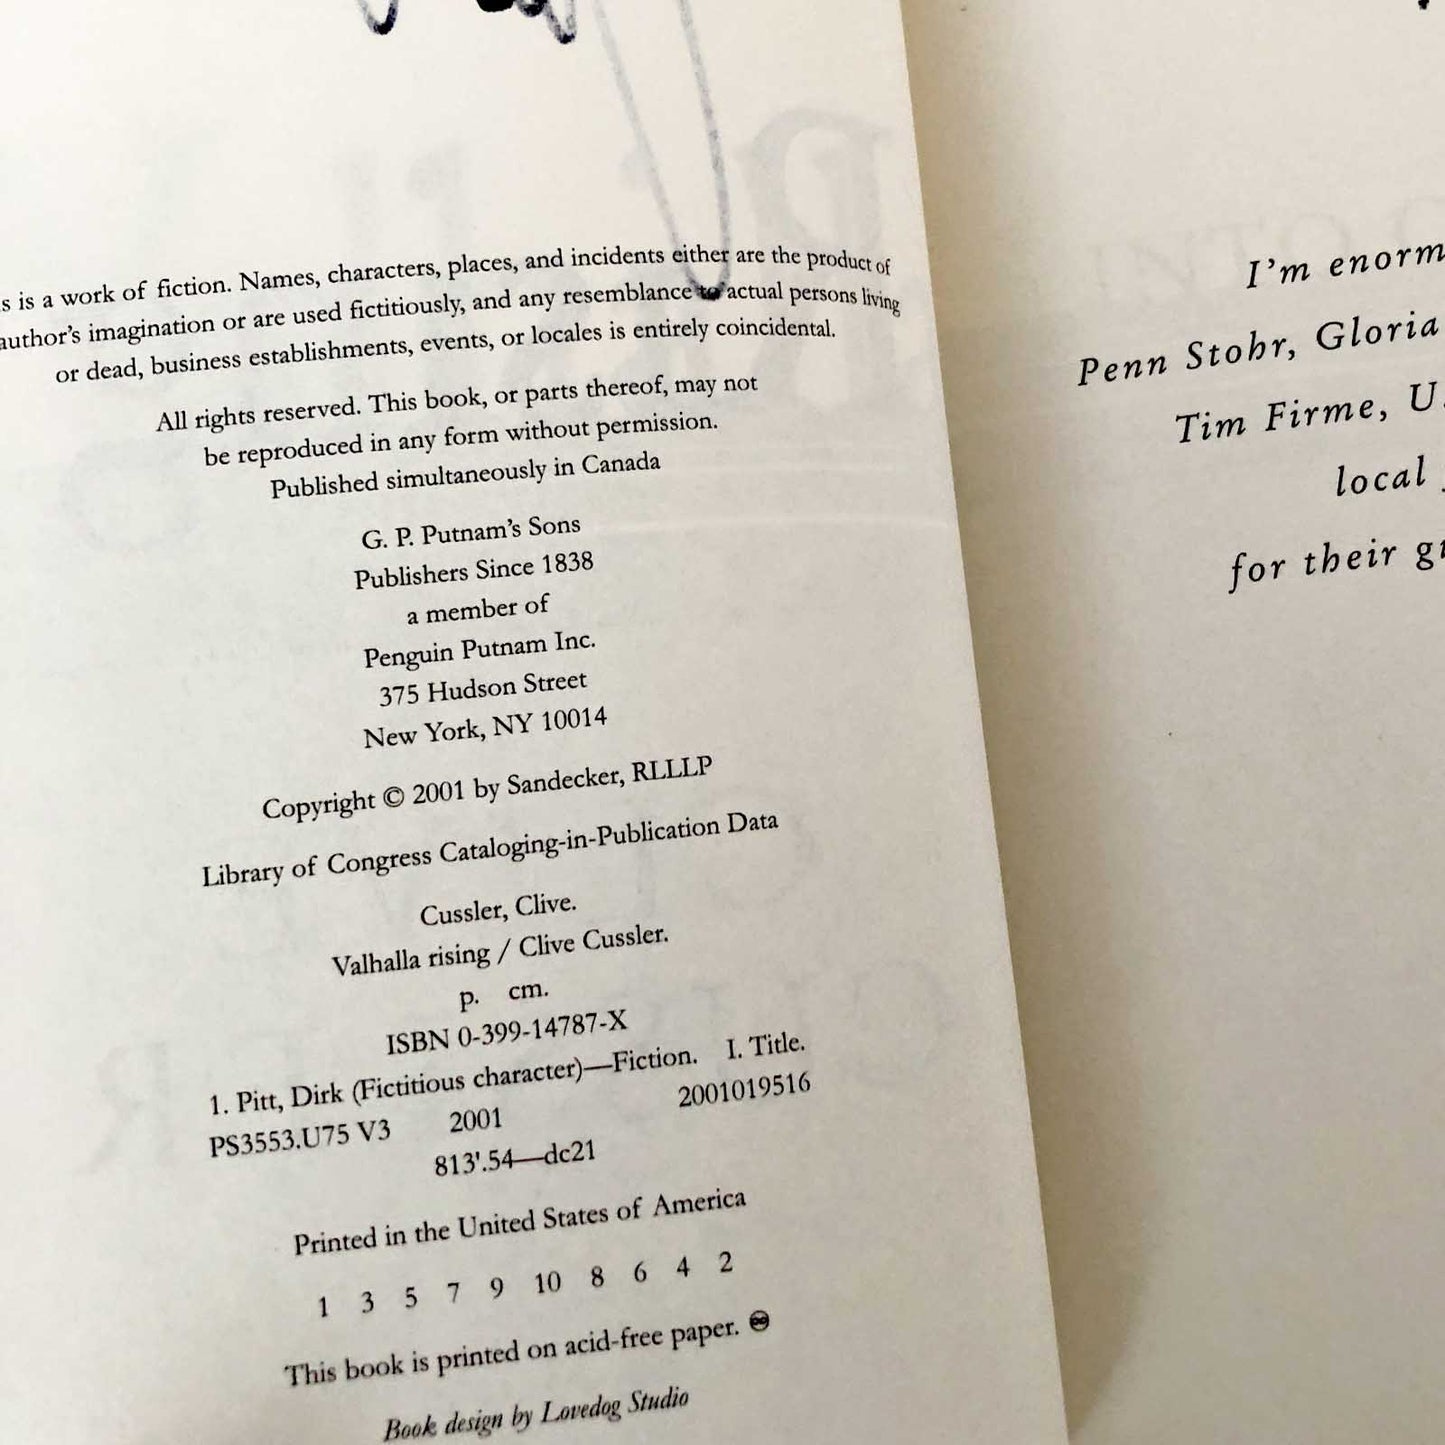 s is a work of fiction. Names, characters, places, and incidents either are the product of
author's imagination or are used fictitiously, and any resemblance to actual persons living
or dead, business establishments, events, or locales is entirely coincidental.
All rights reserved. This book, or parts thereof, may not
be reproduced in any form without permission.
Published simultaneously in Canada
G. P. Putnam's Sons
Publishers Since 1838
a member of
Penguin Putnam Inc.
375 Hudson Street
New York, NY 10014
Copyright © 2001 by Sandecker, RLLLP
Library of Congress Cataloging-in-Publication Data
Cussler, Clive.
Valhalla rising / Clive Cussler.
p. cm.
ISBN 0-399-14787-X
1. Pitt, Dirk (Fictitious character)—Fiction. I. Title.
PS3553.U75 V3 2001 2001019516
813'.54—dc21
Printed in the United States of America
1 3 5 7 9 10 8 6 4 2
This book is printed on acid-free paper. ♾
Book design by Lovedog Studio
I'm enorm
Penn Stohr, Gloria
Tim Firme, U.
local
for their gr